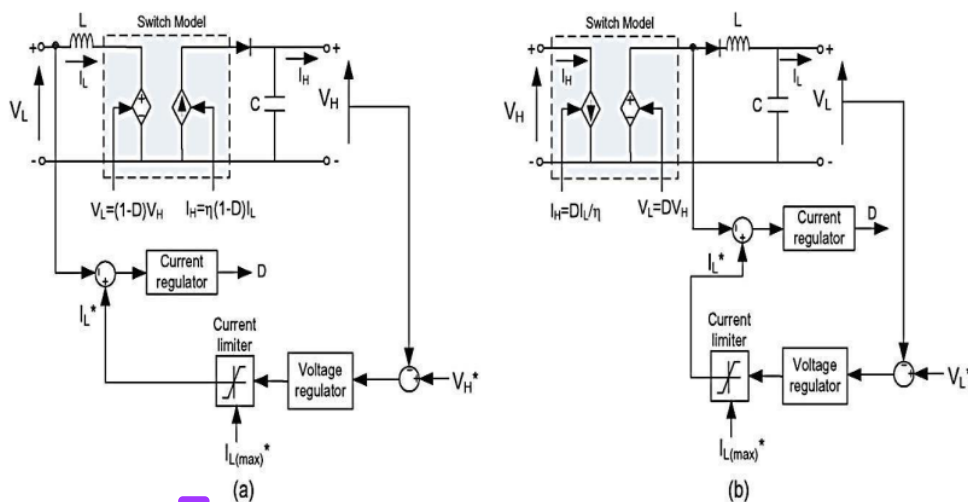 L
Switch Model
+
+
I_L
I_H
V_L
+
-
C
V_H
-
-
V_L=(1-D)V_H
I_H=η(1-D)I_L
Current
regulator
D
+
I_L*
Current
limiter
Voltage
regulator
-
+
V_H*
I_L(max)*
(a)
Switch Model
L
+
+
I_H
I_L
V_H
+
-
C
V_L
-
-
I_H=DI_L/η
V_L=DV_H
Current
regulator
D
+
I_L*
Current
limiter
Voltage
regulator
-
+
V_L*
I_L(max)*
(b)